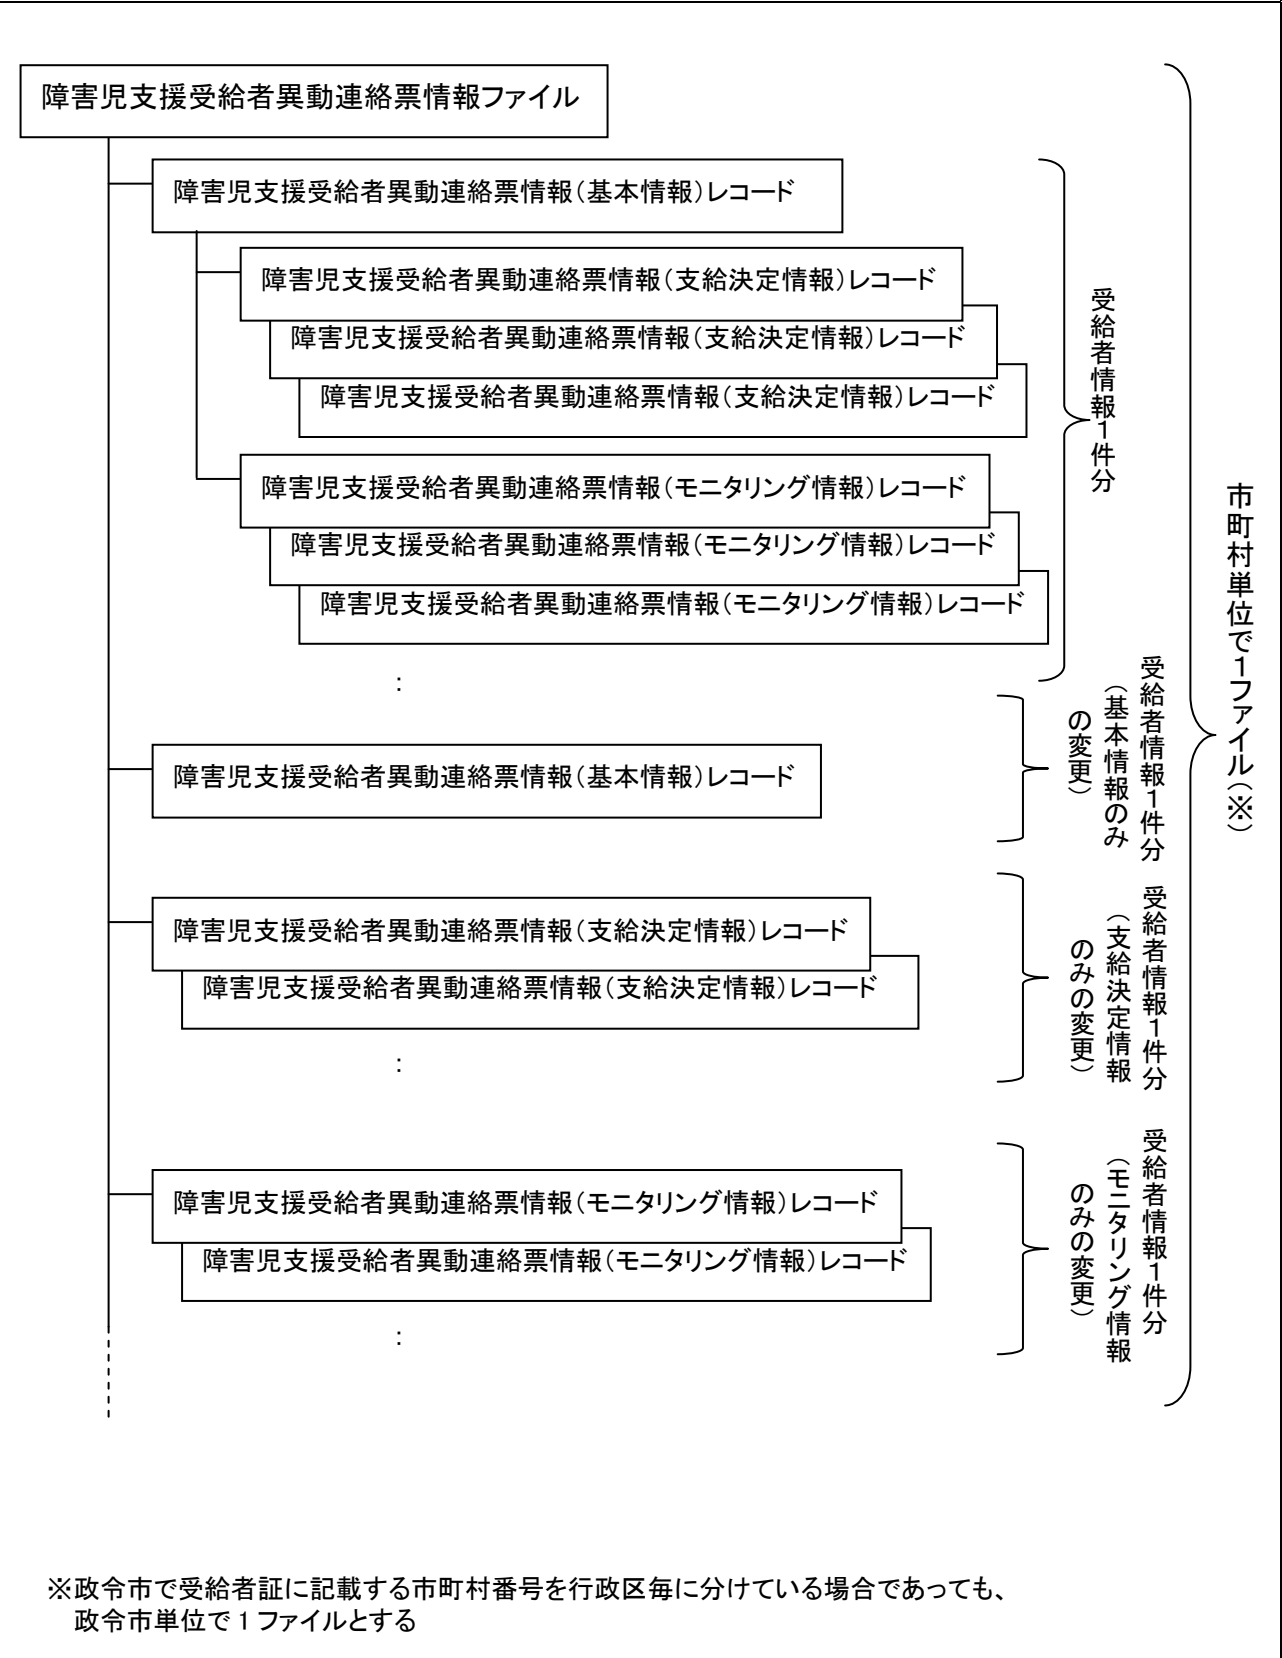 障害児支援受給者異動連絡票情報ファイル
障害児支援受給者異動連絡票情報（基本情報）レコード
障害児支援受給者異動連絡票情報（支給決定情報）レコード
障害児支援受給者異動連絡票情報（支給決定情報）レコード
障害児支援受給者異動連絡票情報（支給決定情報）レコード
障害児支援受給者異動連絡票情報（モニタリング情報）レコード
障害児支援受給者異動連絡票情報（モニタリング情報）レコード
障害児支援受給者異動連絡票情報（モニタリング情報）レコード
：
受給者情報１件分
障害児支援受給者異動連絡票情報（基本情報）レコード
受給者情報１件分
（基本情報のみ
の変更）
障害児支援受給者異動連絡票情報（支給決定情報）レコード
障害児支援受給者異動連絡票情報（支給決定情報）レコード
：
受給者情報１件分
（支給決定情報
のみの変更）
障害児支援受給者異動連絡票情報（モニタリング情報）レコード
障害児支援受給者異動連絡票情報（モニタリング情報）レコード
：
受給者情報１件分
（モニタリング情報
のみの変更）
市町村単位で１ファイル（※）
※政令市で受給者証に記載する市町村番号を行政区毎に分けている場合であっても、
政令市単位で１ファイルとする